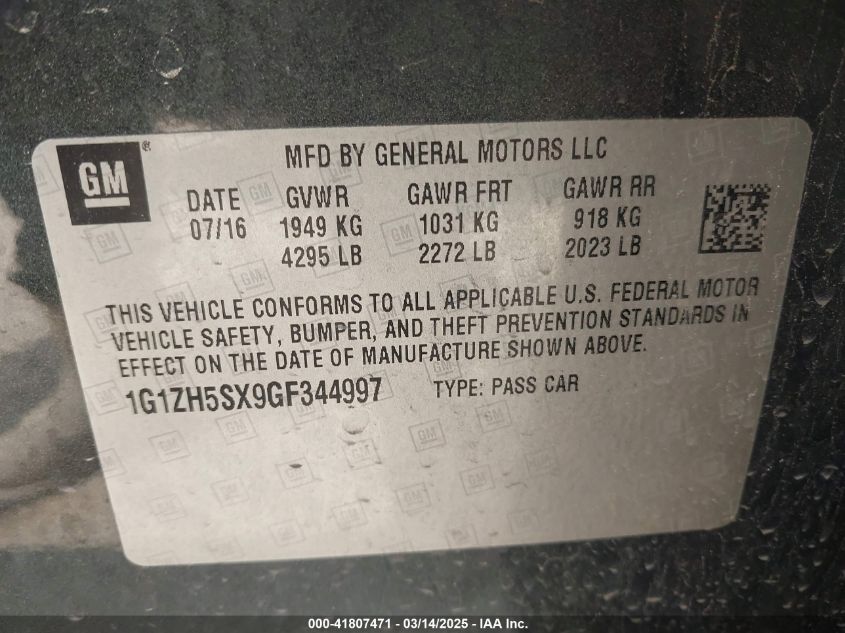 GM
MFD BY GENERAL MOTORS LLC
DATE GVWR GAWR FRT GAWR RR
07/16 1949 KG 1031 KG 918 KG
4295 LB 2272 LB 2023 LB
THIS VEHICLE CONFORMS TO ALL APPLICABLE U.S. FEDERAL MOTOR
VEHICLE SAFETY, BUMPER, AND THEFT PREVENTION STANDARDS IN
EFFECT ON THE DATE OF MANUFACTURE SHOWN ABOVE.
1G1ZH5SX9GF344997 TYPE: PASS CAR
000-41807471 - 03/14/2025 - IAA Inc.